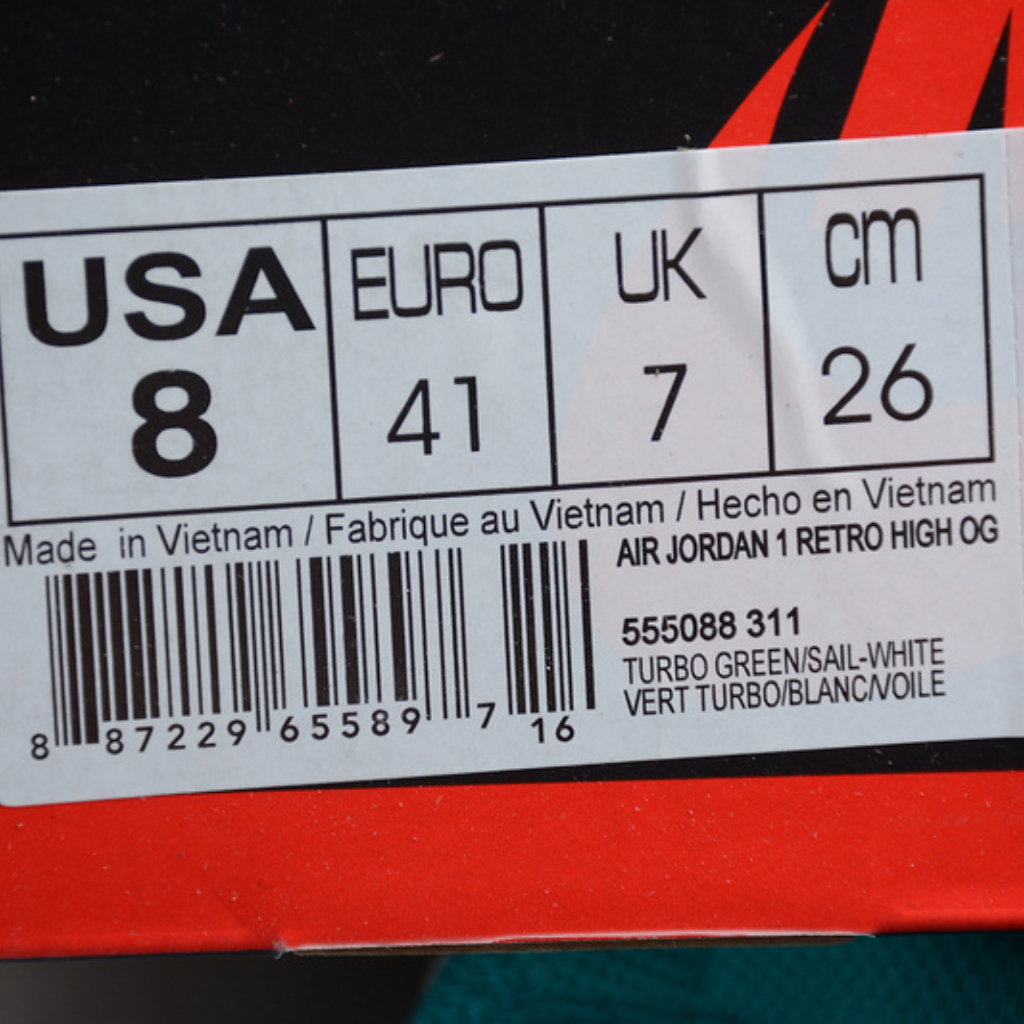 USA EURO UK cm
8 41 7 26
Made in Vietnam / Fabrique au Vietnam / Hecho en Vietnam
AIR JORDAN 1 RETRO HIGH OG
555088 311
TURBO GREEN/SAIL-WHITE
VERT TURBO/BLANC/VOILE
8 87229 65589 7 16